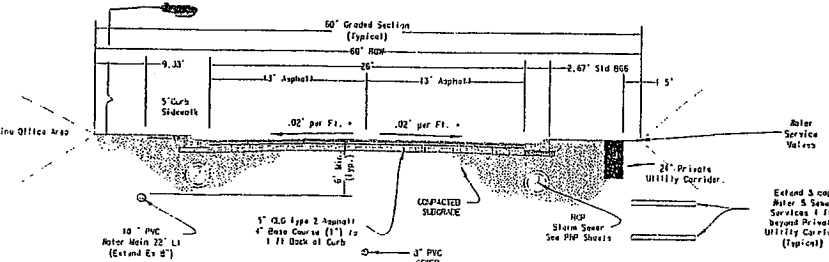 60' Graded Section
(Typical)
60' ROW
9.33'
26'
2.67' Std B&G
5'
13' Asphalt
13' Asphalt
5' Curb
Sidewalk
.02' per Ft. +
.02' per Ft. +
Office Area
Water
Service
Valves
6' Min.
(Typ.)
24" Private
Utility Corridor.
COMPACTED
SUBGRADE
10" PVC
Water Main 22' Lt
(Extend Ex 8")
5" CLG Type 2 Asphalt
4" Base Course (1") to
1 ft Back of Curb
8" PVC
SEWER
RCP
Storm Sewer
See PNP Sheets
Extend & cap
Water & Sewer
Services
beyond Private
Utility Corridor
(Typical)